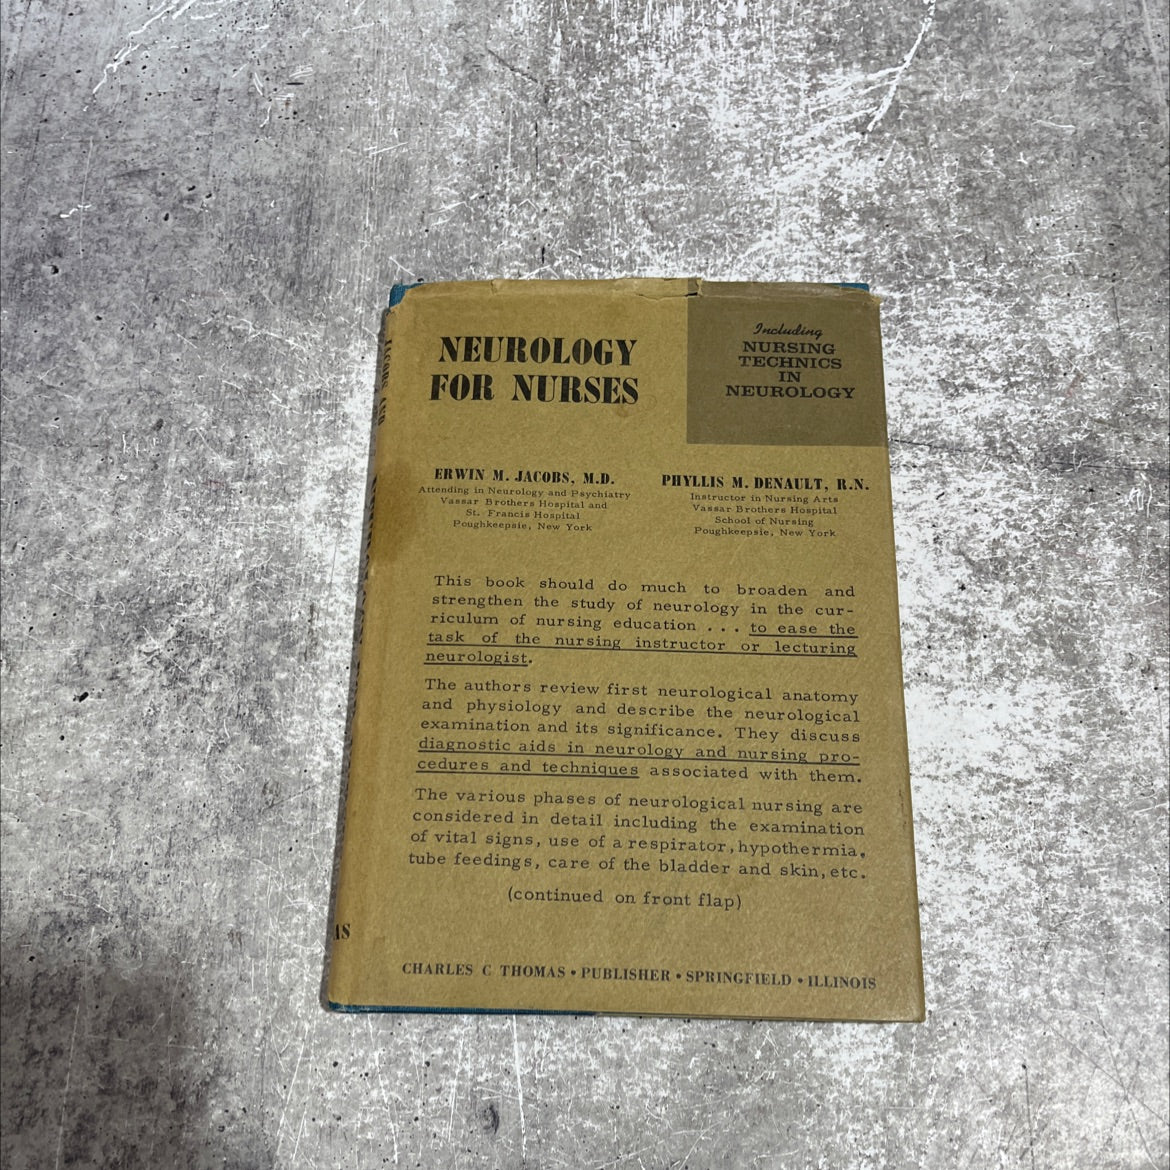 NEUROLOGY
FOR NURSES
Including
NURSING
TECHNICS
IN
NEUROLOGY
ERWIN M. JACOBS, M.D.
Attending in Neurology and Psychiatry
Vassar Brothers Hospital and
St. Francis Hospital
Poughkeepsie, New York
PHYLLIS M. DENAULT, R.N.
Instructor in Nursing Arts
Vassar Brothers Hospital
School of Nursing
Poughkeepsie, New York
This book should do much to broaden and
strengthen the study of neurology in the cur-
riculum of nursing education . . . to ease the
task of the nursing instructor or lecturing
neurologist.
The authors review first neurological anatomy
and physiology and describe the neurological
examination and its significance. They discuss
diagnostic aids in neurology and nursing pro-
cedures and techniques associated with them.
The various phases of neurological nursing are
considered in detail including the examination
of vital signs, use of a respirator, hypothermia,
tube feedings, care of the bladder and skin, etc.
(continued on front flap)
CHARLES C THOMAS • PUBLISHER • SPRINGFIELD • ILLINOIS